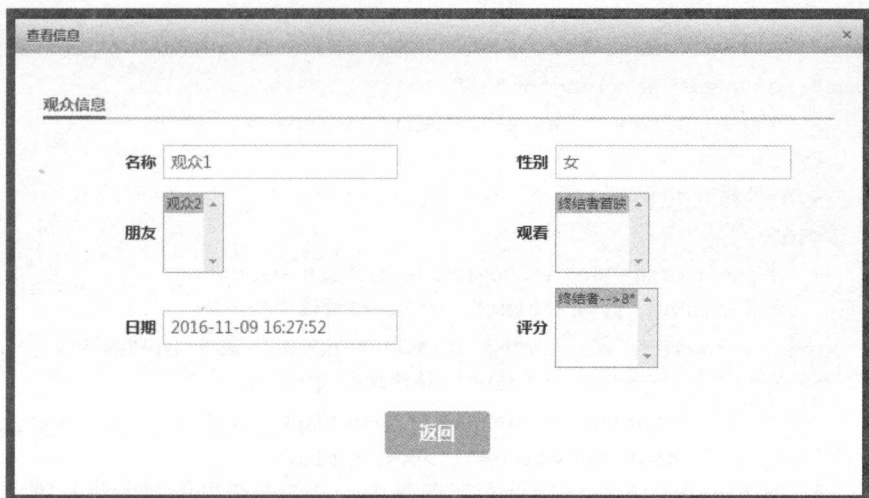 查看信息 ×
观众信息
名称 观众1 性别 女
朋友 观众2 观看 终结者首映
日期 2016-11-09 16:27:52 评分 终结者-->8*
返回